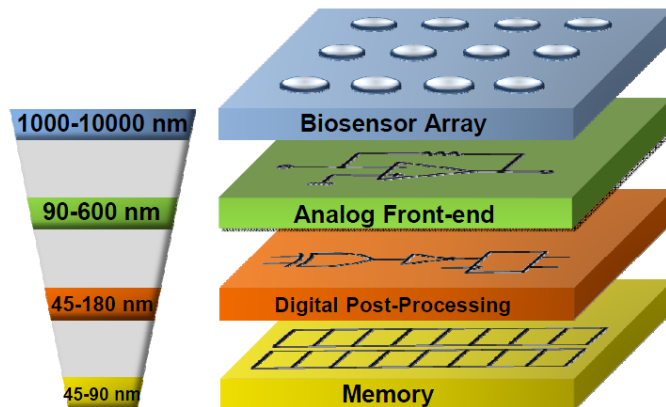 1000-10000 nm
Biosensor Array
90-600 nm
Analog Front-end
45-180 nm
Digital Post-Processing
45-90 nm
Memory